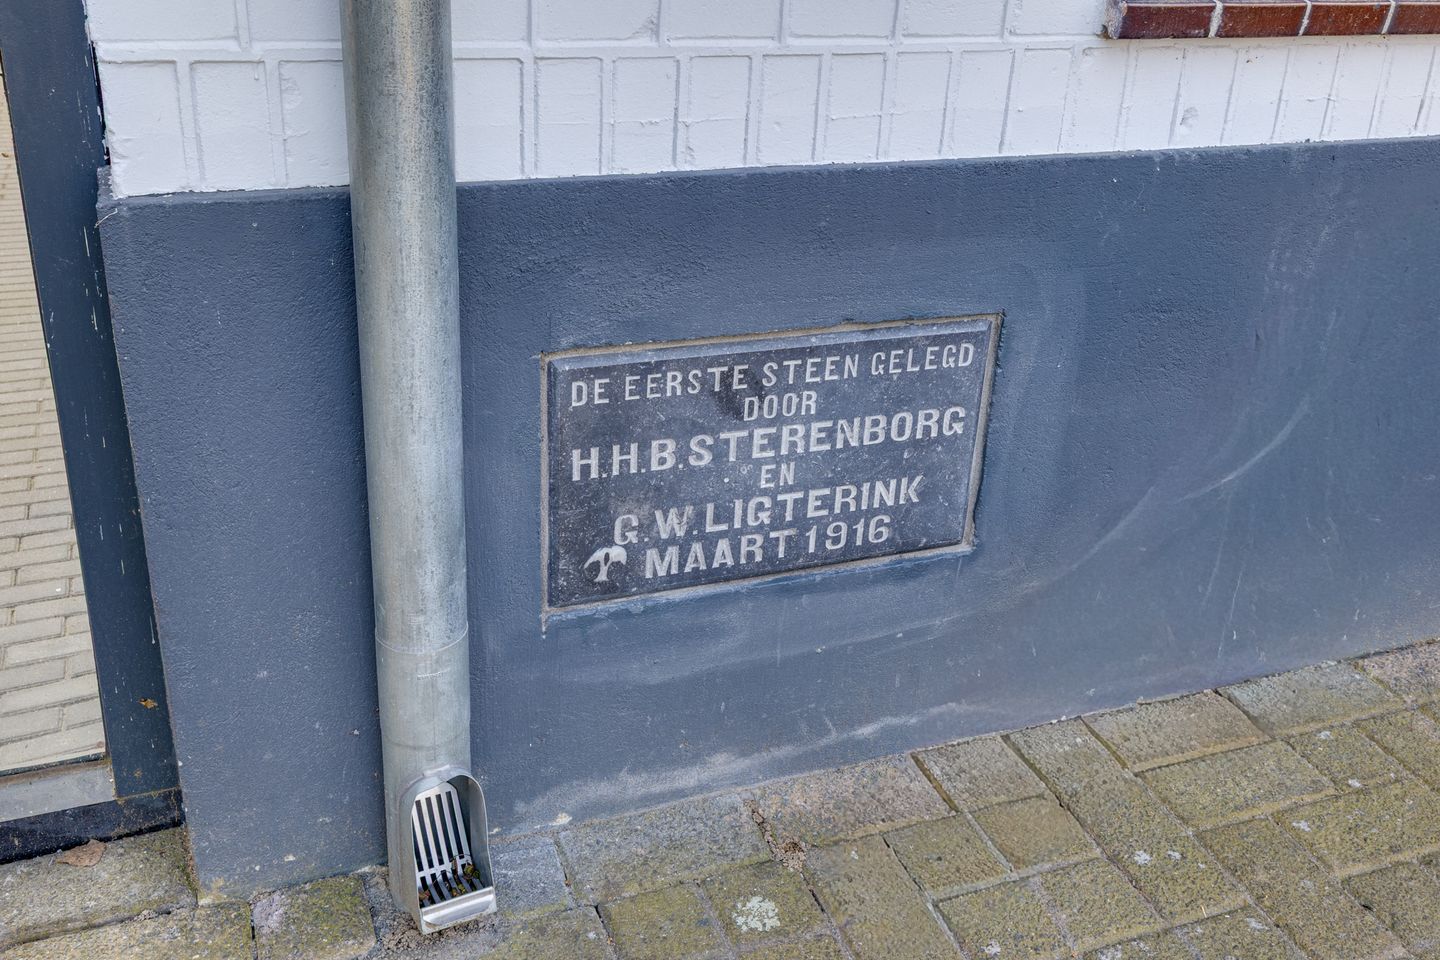 DE EERSTE STEEN GELEGD
DOOR
H.H.B.STERENBORG
EN
G.W.LIGTERINK
MAART 1916